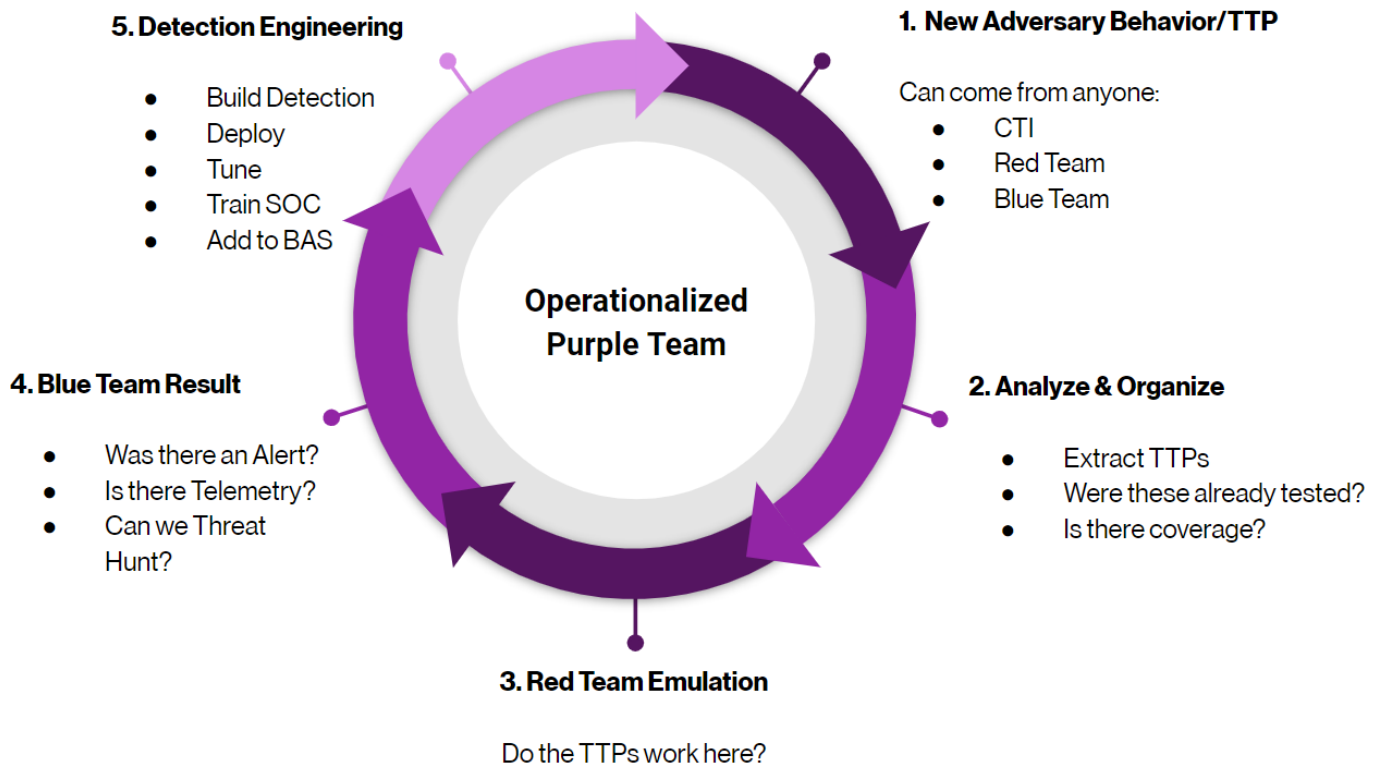 1. New Adversary Behavior/TTP
Can come from anyone:
● CTI
● Red Team
● Blue Team
2. Analyze & Organize
● Extract TTPs
● Were these already tested?
● Is there coverage?
3. Red Team Emulation
Do the TTPs work here?
4. Blue Team Result
● Was there an Alert?
● Is there Telemetry?
● Can we Threat
Hunt?
5. Detection Engineering
● Build Detection
● Deploy
● Tune
● Train SOC
● Add to BAS
Operationalized
Purple Team